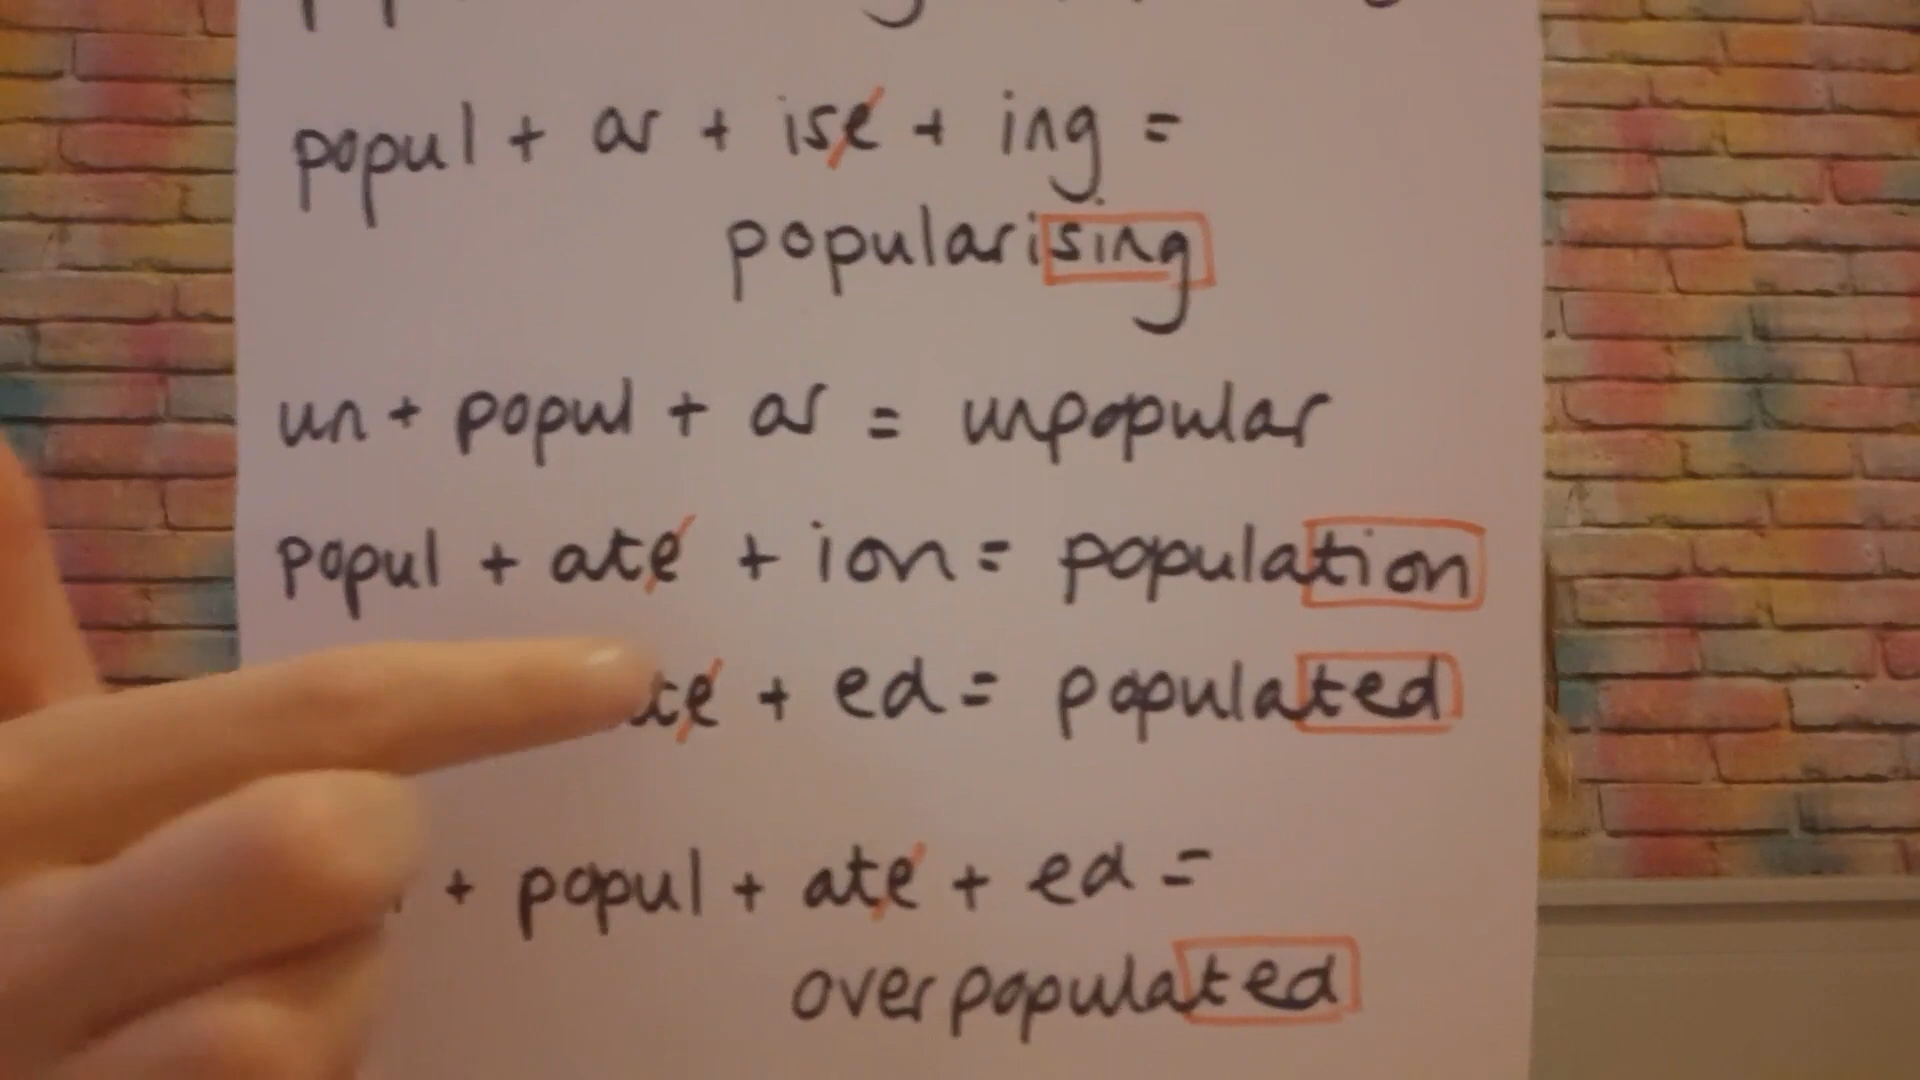 popul + ar + ise + ing =
popularising
un + popul + ar = unpopular
popul + ate + ion = population
ate + ed = populated
+ popul + ate + ed =
overpopulated